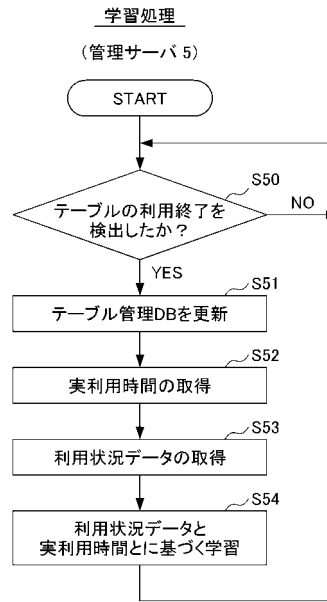 学習処理
(管理サーバ5)
START
S50
テーブルの利用終了を
検出したか?
NO
YES
S51
テーブル管理DBを更新
S52
実利用時間の取得
S53
利用状況データの取得
S54
利用状況データと
実利用時間とに基づく学習